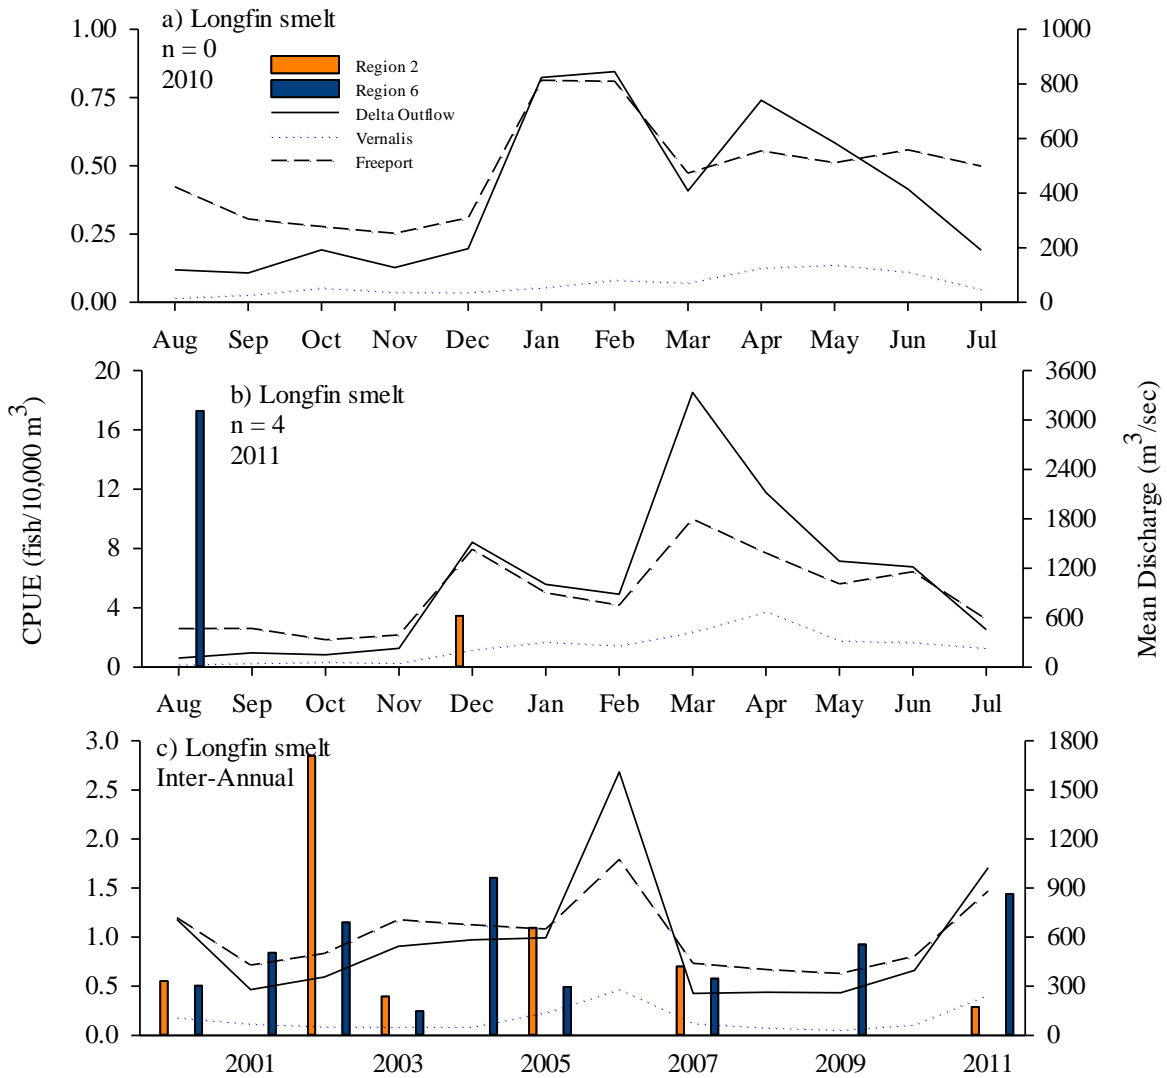 a) Longfin smelt
n = 0
2010
Region 2
Region 6
Delta Outflow
Vernalis
Freeport
1.00
0.75
0.50
0.25
0.00
1000
800
600
400
200
0
Aug Sep Oct Nov Dec Jan Feb Mar Apr May Jun Jul
b) Longfin smelt
n = 4
2011
20
16
12
8
4
0
3600
3000
2400
1800
1200
600
0
CPUE (fish/10,000 m³)
Mean Discharge (m³/sec)
Aug Sep Oct Nov Dec Jan Feb Mar Apr May Jun Jul
c) Longfin smelt
Inter-Annual
3.0
2.5
2.0
1.5
1.0
0.5
0.0
1800
1500
1200
900
600
300
0
2001 2003 2005 2007 2009 2011